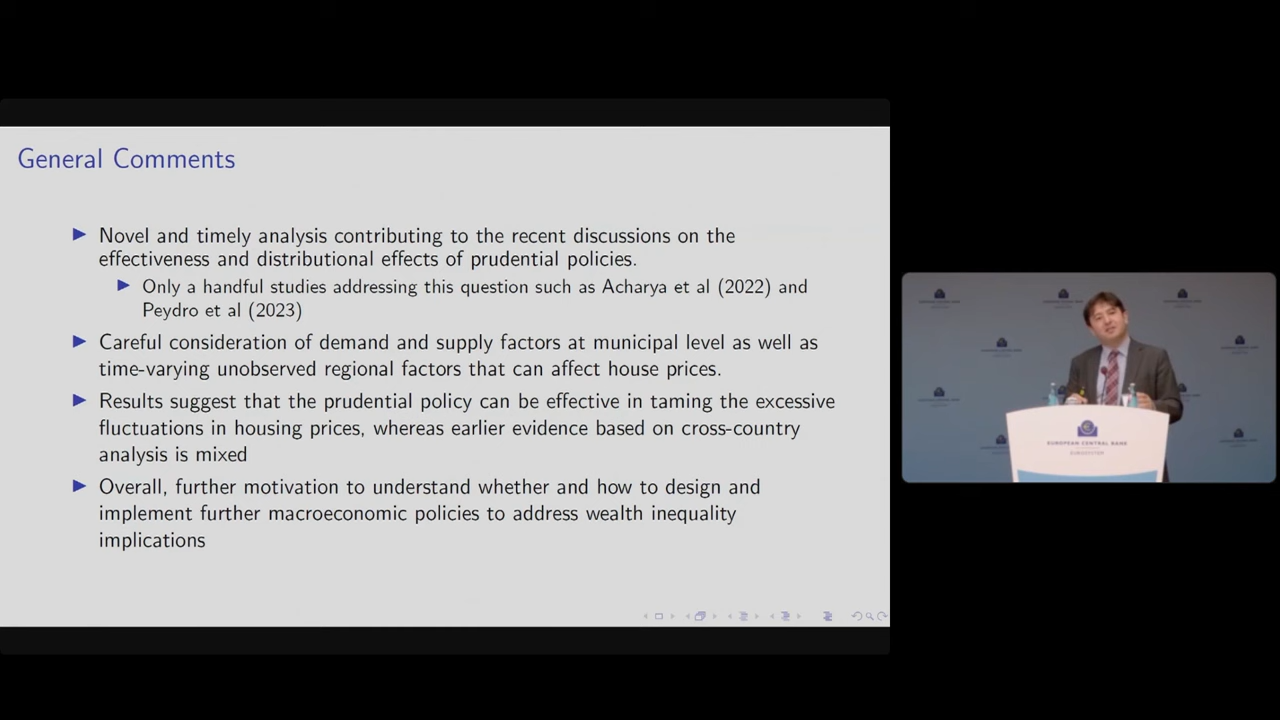 General Comments
Novel and timely analysis contributing to the recent discussions on the
effectiveness and distributional effects of prudential policies.
Only a handful studies addressing this question such as Acharya et al (2022) and
Peydro et al (2023)
Careful consideration of demand and supply factors at municipal level as well as
time-varying unobserved regional factors that can affect house prices.
Results suggest that the prudential policy can be effective in taming the excessive
fluctuations in housing prices, whereas earlier evidence based on cross-country
analysis is mixed
Overall, further motivation to understand whether and how to design and
implement further macroeconomic policies to address wealth inequality
implications
EUROPEAN CENTRAL BANK
EUROSYSTEM